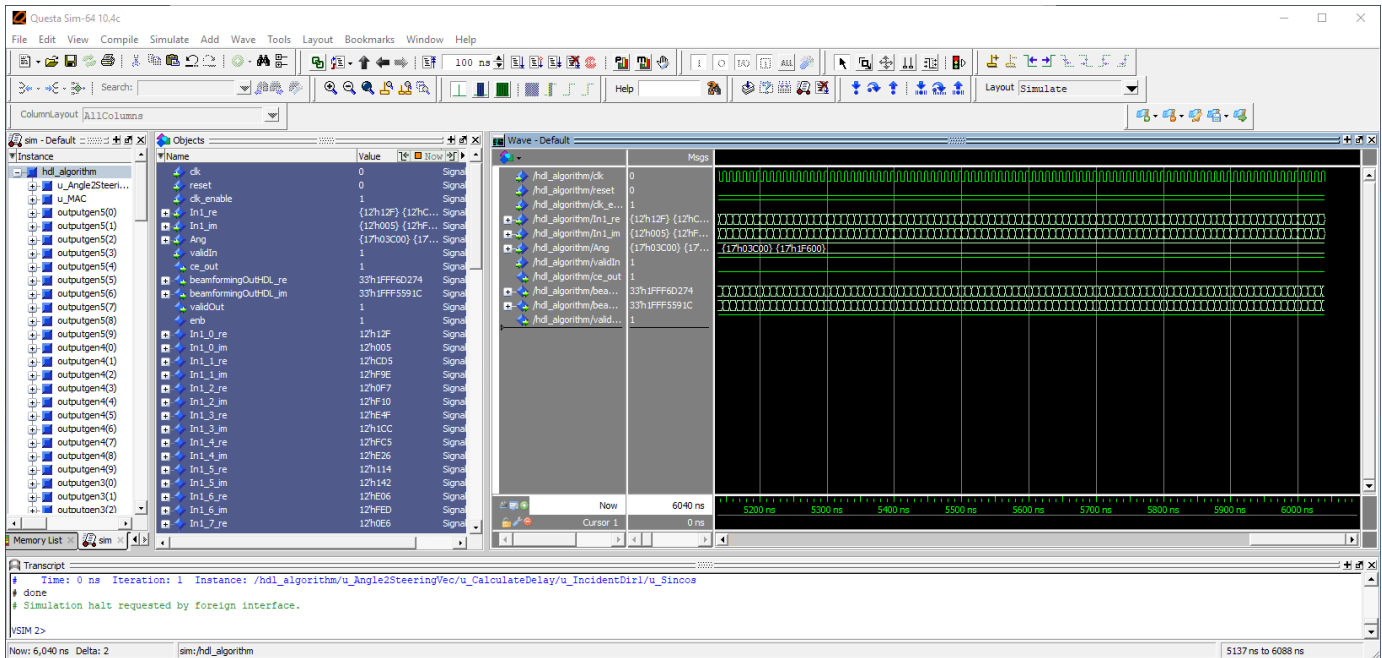 Questa Sim-64 10.4c
File Edit View Compile Simulate Add Wave Tools Layout Bookmarks Window Help
100 ns
Search:
Help
Layout Simulate
ColumnLayout AllColumns
sim - Default
Instance
hdl_algorithm
u_Angle2Steeri...
u_MAC
outputgen5(0)
outputgen5(1)
outputgen5(2)
outputgen5(3)
outputgen5(4)
outputgen5(5)
outputgen5(6)
outputgen5(7)
outputgen5(8)
outputgen5(9)
outputgen4(0)
outputgen4(1)
outputgen4(2)
outputgen4(3)
outputgen4(4)
outputgen4(5)
outputgen4(6)
outputgen4(7)
outputgen4(8)
outputgen4(9)
outputgen3(0)
outputgen3(1)
outputgen3(2)
Memory List
sim
Objects
Name Value Now
clk 0 Signal
reset 0 Signal
clk_enable 1 Signal
In1_re {12'h12F} {12'hC... Signal
In1_im {12'h005} {12'hF... Signal
Ang {17'h03C00} {17'... Signal
validIn 1 Signal
ce_out 1 Signal
beamformingOutHDL_re 33'h1FFF6D274 Signal
beamformingOutHDL_im 33'h1FFF5591C Signal
validOut 1 Signal
enb 1 Signal
In1_0_re 12'h12F Signal
In1_0_im 12'h005 Signal
In1_1_re 12'hCD5 Signal
In1_1_im 12'hF9E Signal
In1_2_re 12'h0F7 Signal
In1_2_im 12'hF10 Signal
In1_3_re 12'hE4F Signal
In1_3_im 12'h1CC Signal
In1_4_re 12'hFC5 Signal
In1_4_im 12'hE26 Signal
In1_5_re 12'h114 Signal
In1_5_im 12'h142 Signal
In1_6_re 12'hE06 Signal
In1_6_im 12'hFED Signal
In1_7_re 12'h0E6 Signal
Wave - Default
Msgs
/hdl_algorithm/clk 0
/hdl_algorithm/reset 0
/hdl_algorithm/clk_e... 1
/hdl_algorithm/In1_re {12'h12F} {12'hC...
/hdl_algorithm/In1_im {12'h005} {12'hF...
/hdl_algorithm/Ang {17'h03C00} {17'... {17'h03C00} {17'h1F600}
/hdl_algorithm/validIn 1
/hdl_algorithm/ce_out 1
/hdl_algorithm/bea... 33'h1FFF6D274
/hdl_algorithm/bea... 33'h1FFF5591C
/hdl_algorithm/valid... 1
Now 6040 ns
5200 ns 5300 ns 5400 ns 5500 ns 5600 ns 5700 ns 5800 ns 5900 ns 6000 ns
Cursor 1 0 ns
Transcript
# Time: 0 ns Iteration: 1 Instance: /hdl_algorithm/u_Angle2SteeringVec/u_CalculateDelay/u_IncidentDir1/u_Sincos
# done
# Simulation halt requested by foreign interface.
VSIM 2>
Now: 6,040 ns Delta: 2
sim:/hdl_algorithm
5137 ns to 6088 ns